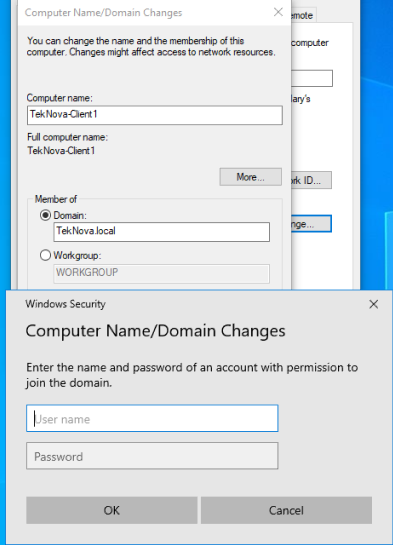 Computer Name/Domain Changes
emote
You can change the name and the membership of this
computer. Changes might affect access to network resources.
computer
Computer name:
lary's
TekNova-Client1
Full computer name:
TekNova-Client1
More...
rk ID...
Member of
Domain:
nge...
TekNova.local
Workgroup:
WORKGROUP
Windows Security
Computer Name/Domain Changes
Enter the name and password of an account with permission to
join the domain.
User name
Password
OK
Cancel